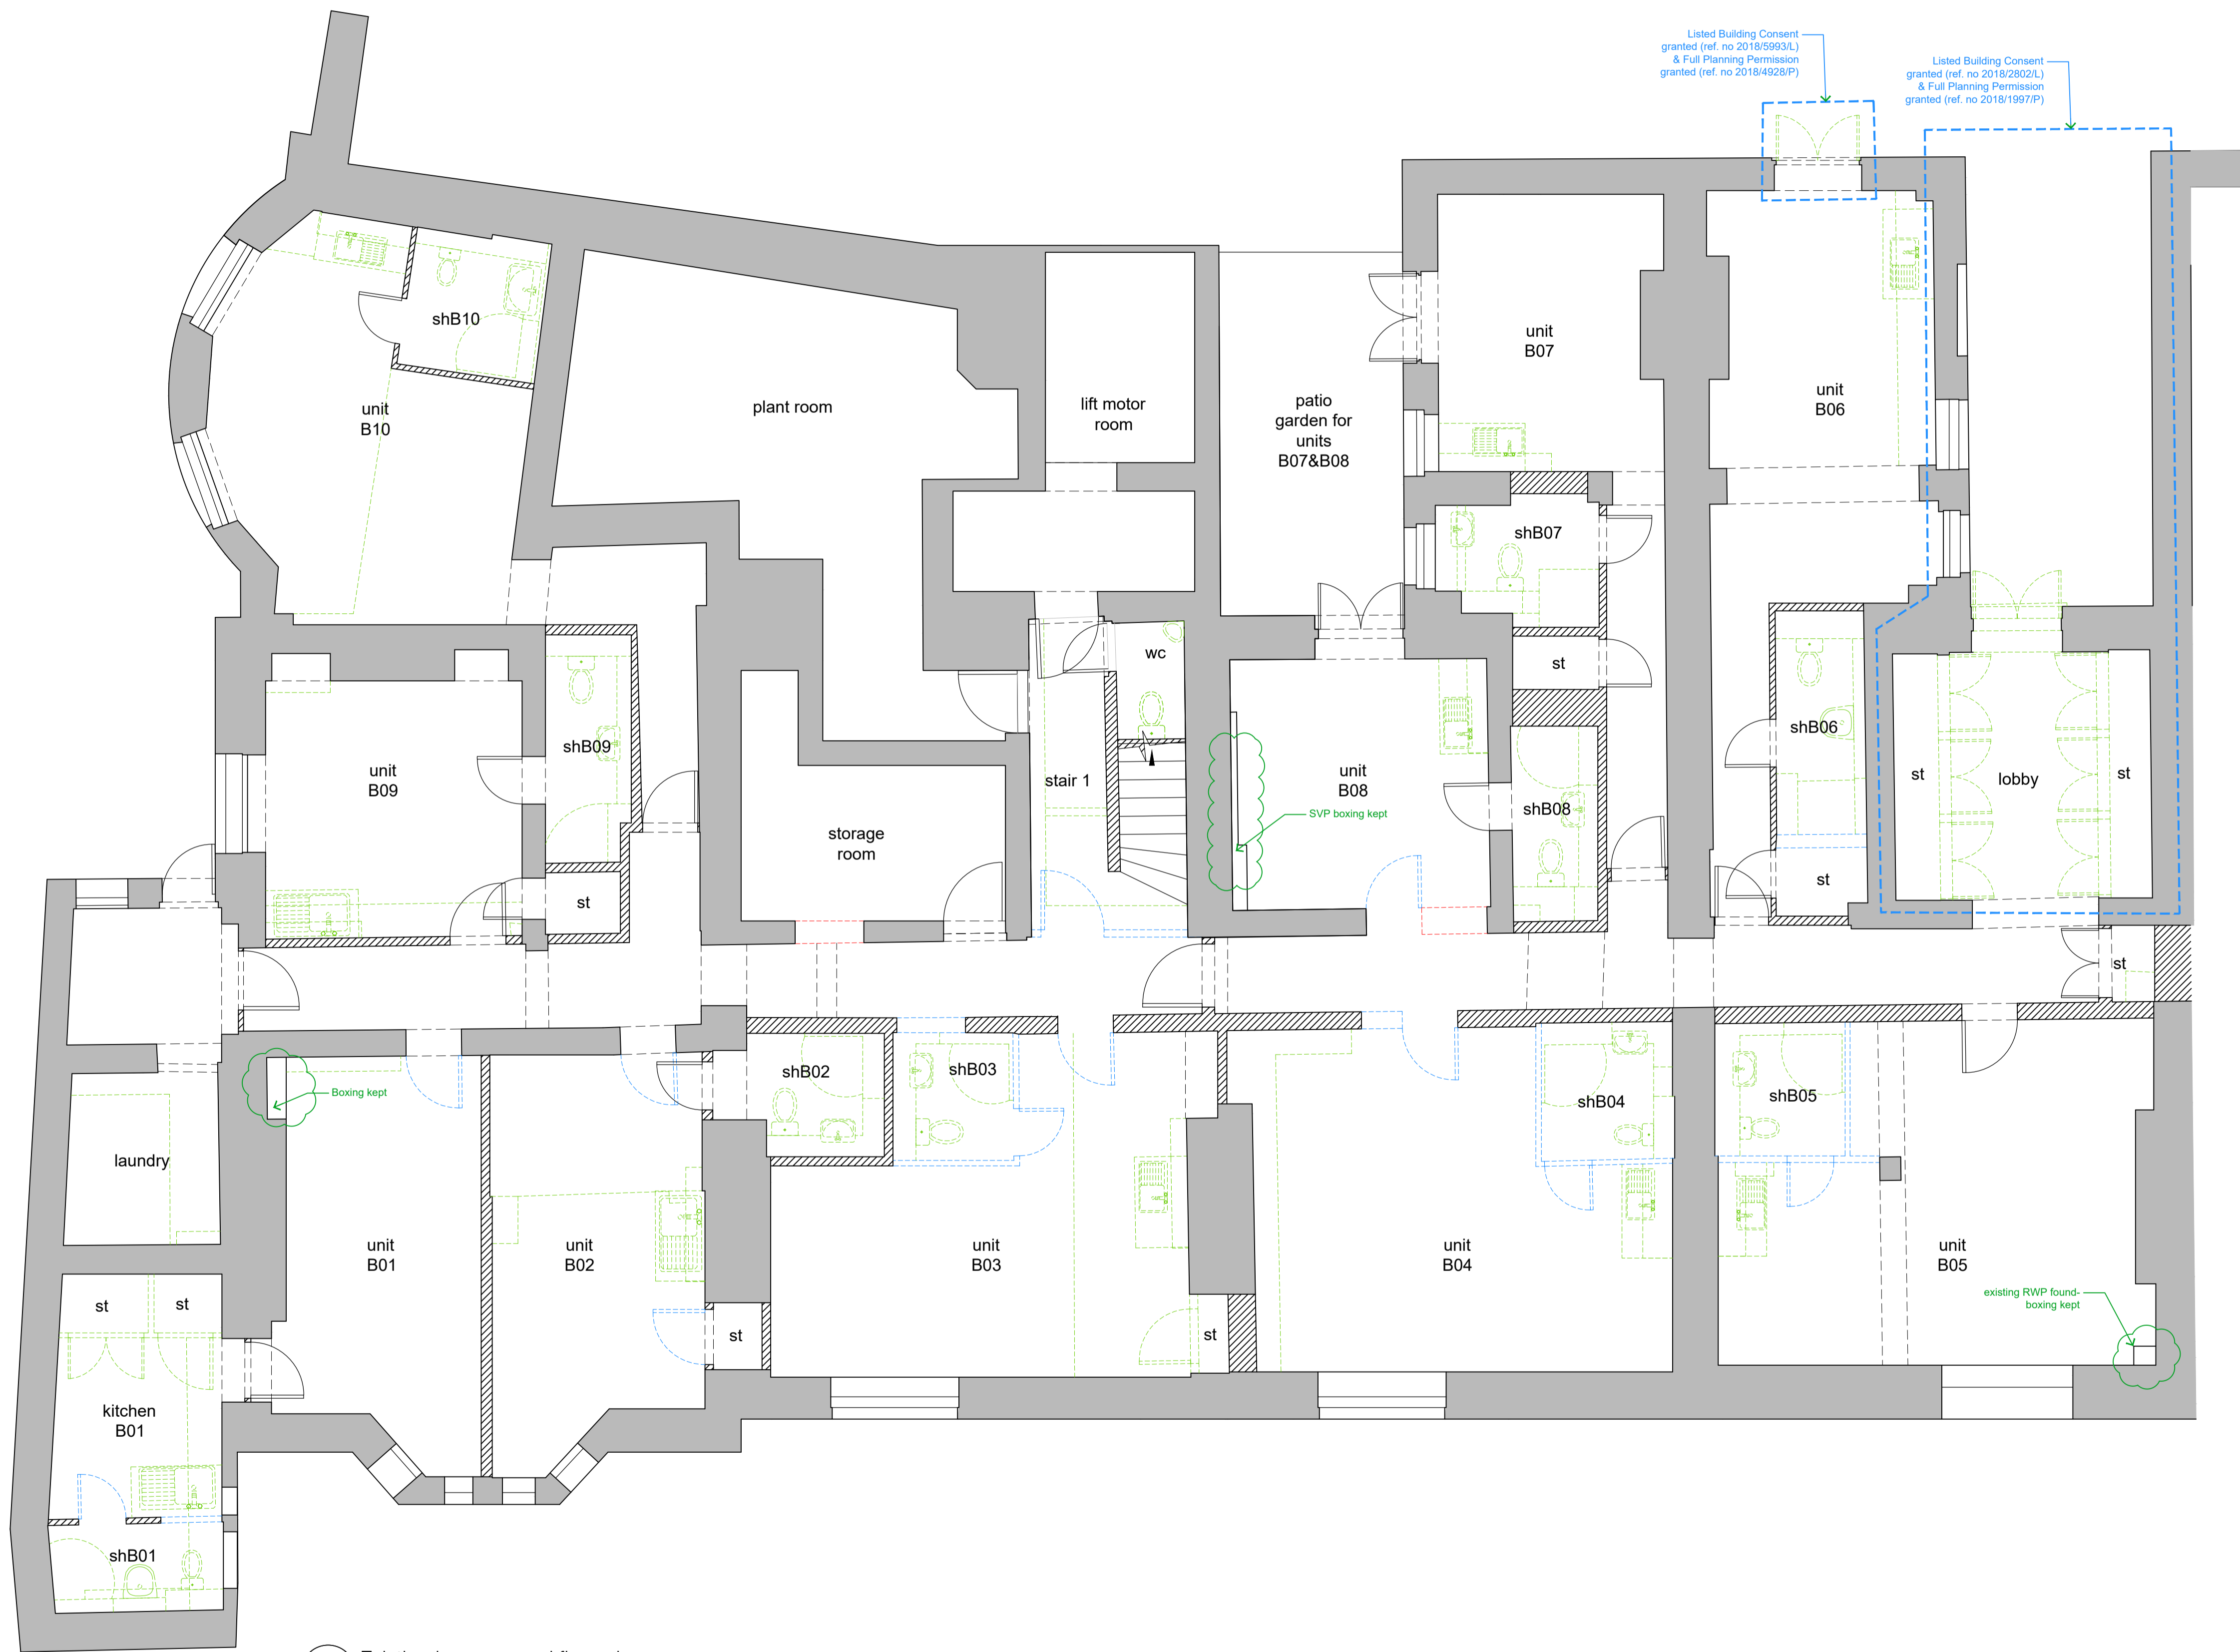 Listed Building Consent
granted (ref. no 2018/5993/L)
& Full Planning Permission
granted (ref. no 2018/4928/P)
Listed Building Consent
granted (ref. no 2018/2802/L)
& Full Planning Permission
granted (ref. no 2018/1997/P)
shB10
unit
B10
plant room
lift motor
room
patio
garden for
units
B07&B08
unit
B07
unit
B06
shB07
st
wc
shB09
unit
B09
stair 1
unit
B08
SVP boxing kept
shB08
shB06
st
lobby
st
storage
room
st
st
st
Boxing kept
shB02
shB03
shB04
shB05
laundry
unit
B01
unit
B02
unit
B03
unit
B04
unit
B05
existing RWP found-
boxing kept
st
st
st
st
kitchen
B01
shB01